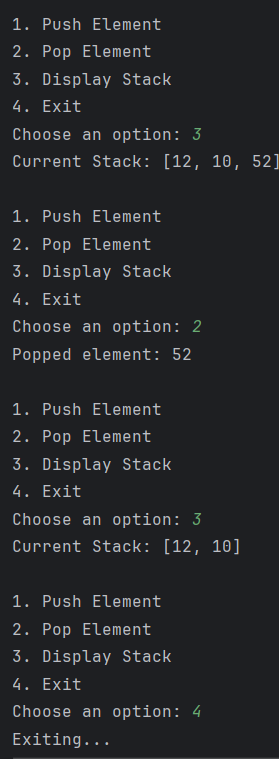 1. Push Element
2. Pop Element
3. Display Stack
4. Exit
Choose an option: 3
Current Stack: [12, 10, 52]

1. Push Element
2. Pop Element
3. Display Stack
4. Exit
Choose an option: 2
Popped element: 52

1. Push Element
2. Pop Element
3. Display Stack
4. Exit
Choose an option: 3
Current Stack: [12, 10]

1. Push Element
2. Pop Element
3. Display Stack
4. Exit
Choose an option: 4
Exiting...